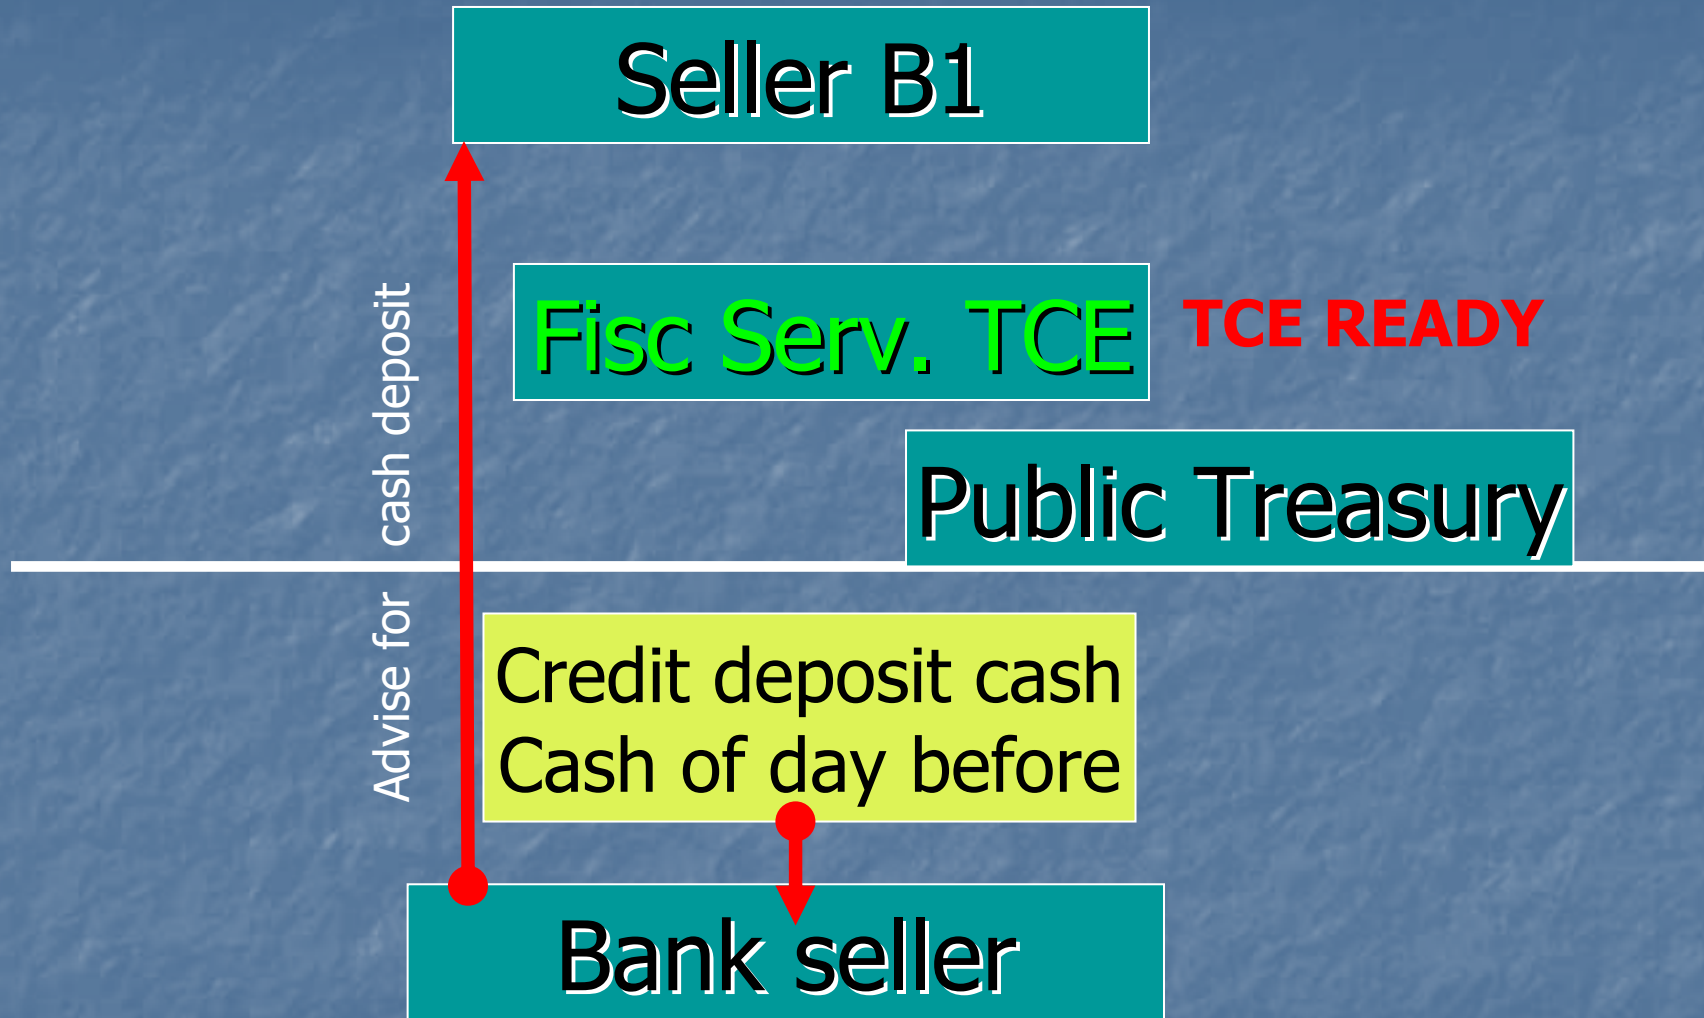 Seller B1
Fisc Serv. TCE
TCE READY
Public Treasury
Advise for cash deposit
Credit deposit cash
Cash of day before
Bank seller